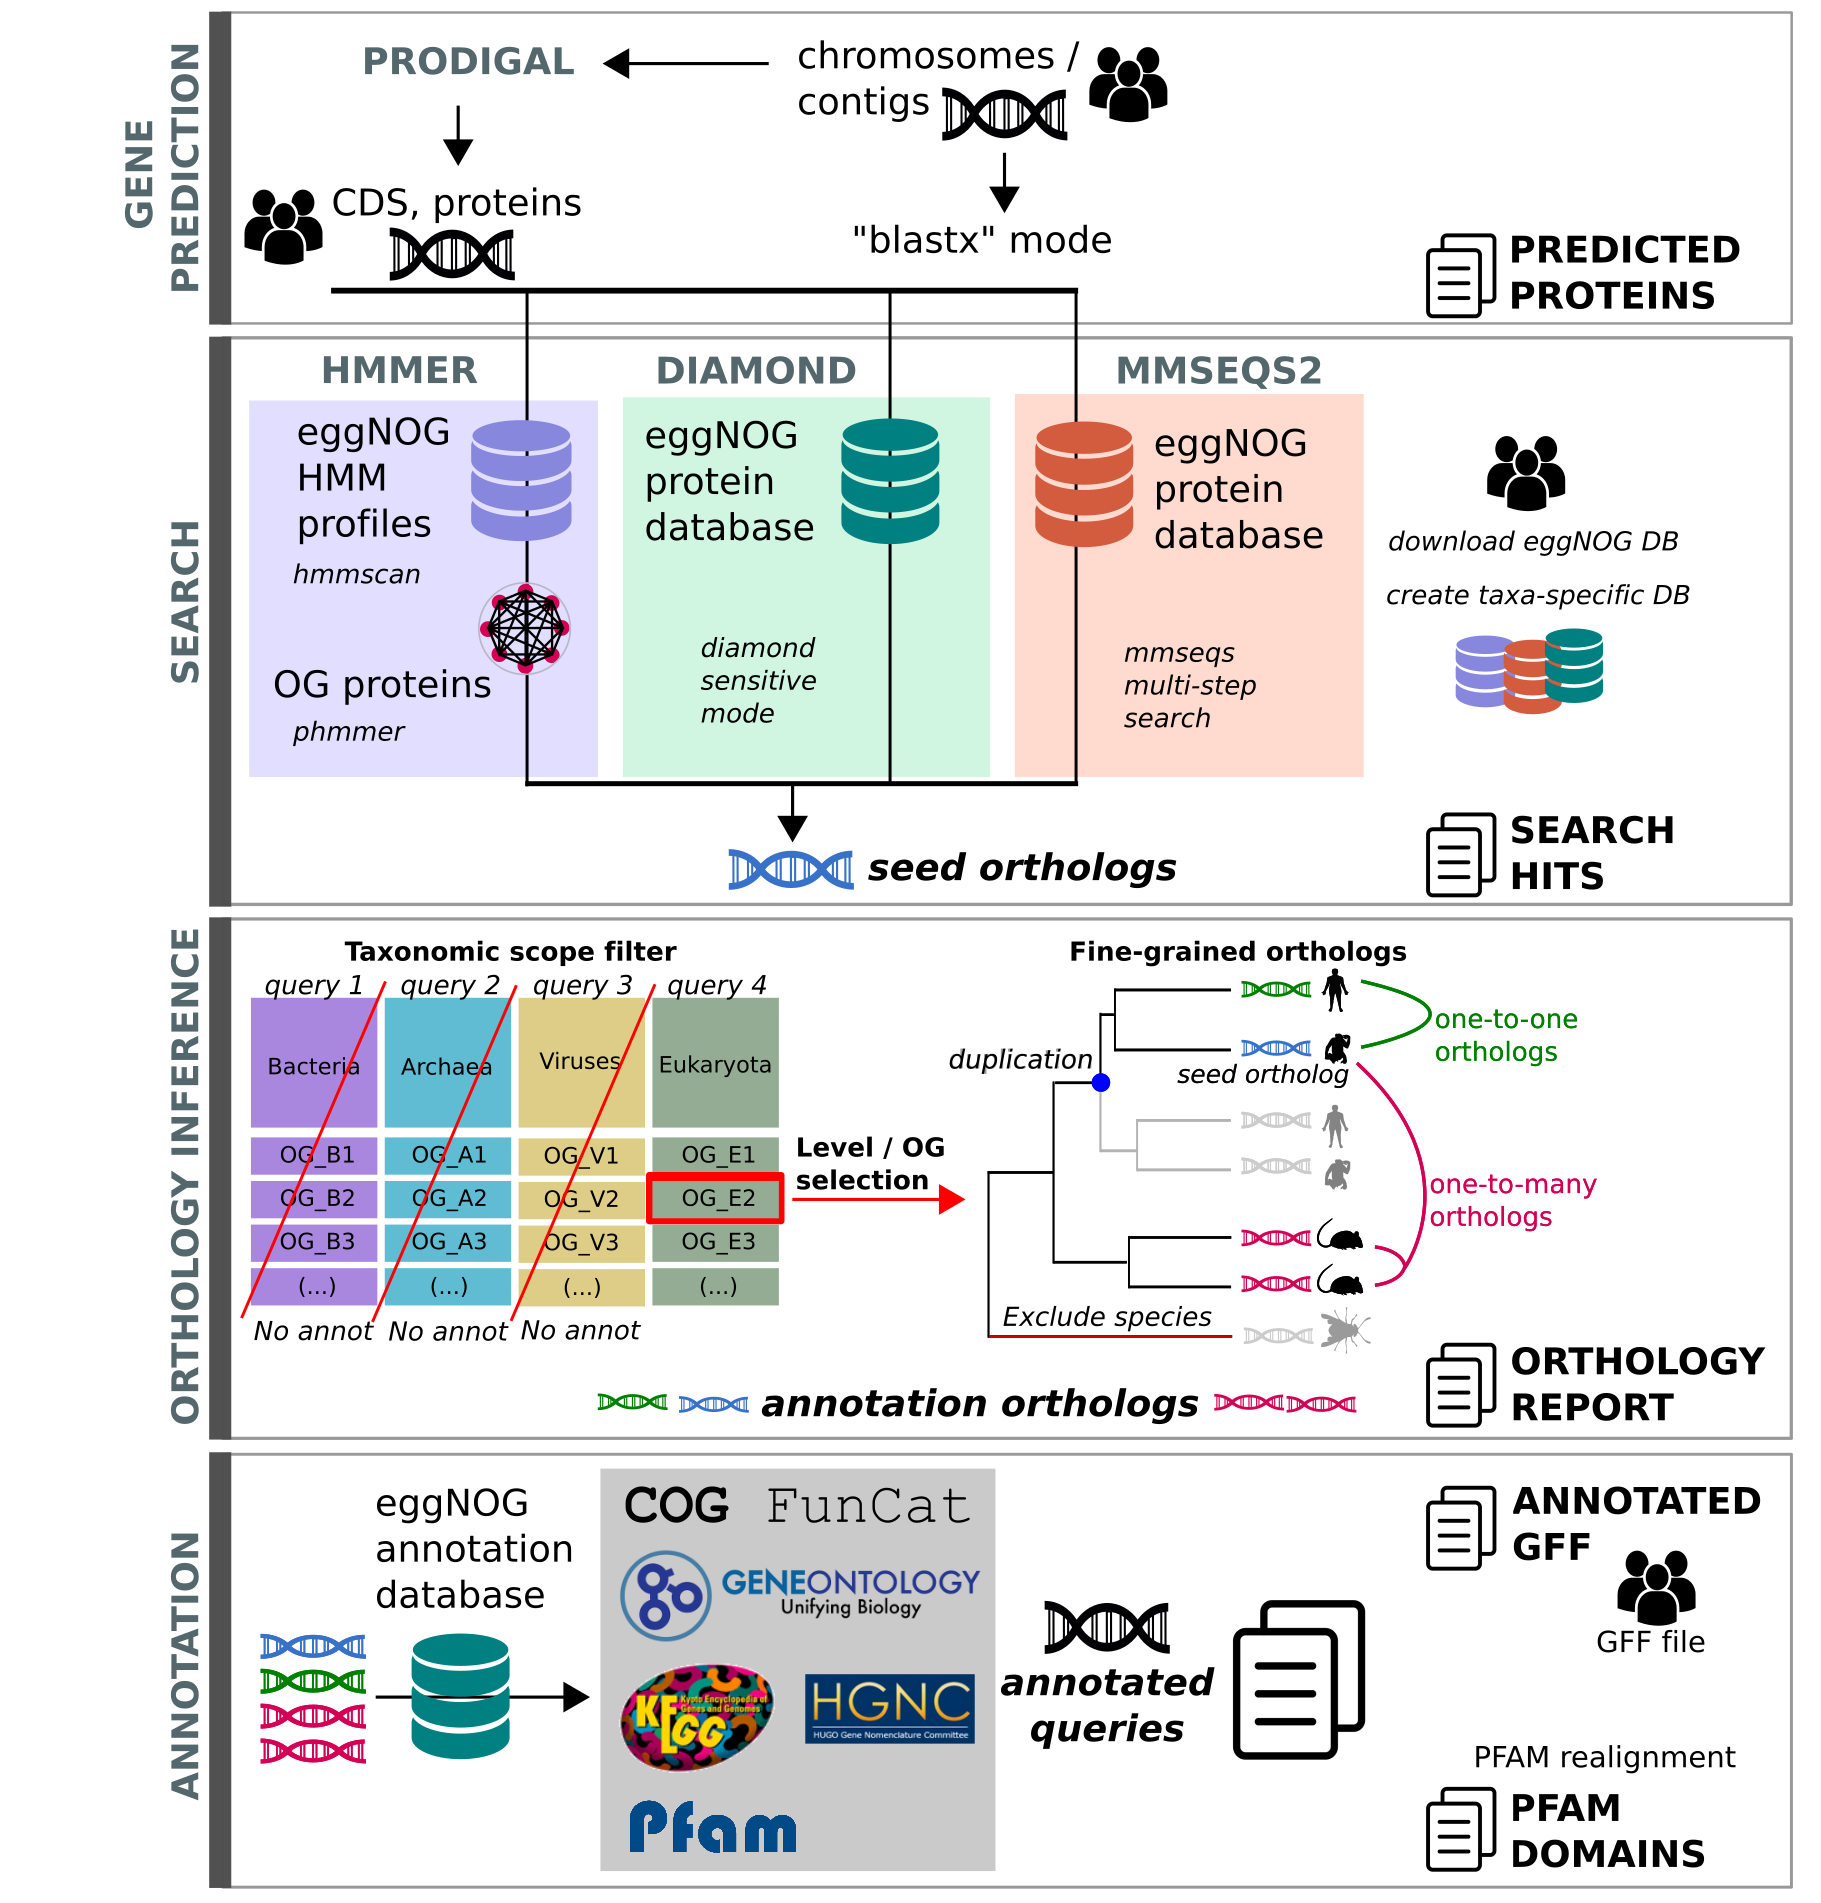 GENE
PREDICTION
PRODIGAL
chromosomes /
contigs
CDS, proteins
"blastx" mode
PREDICTED
PROTEINS
SEARCH
HMMER
DIAMOND
MMSEQS2
eggNOG
HMM
profiles
hmmscan
OG proteins
phmmer
eggNOG
protein
database
diamond
sensitive
mode
eggNOG
protein
database
mmseqs
multi-step
search
download eggNOG DB
create taxa-specific DB
seed orthologs
SEARCH
HITS
ORTHOLOGY INFERENCE
Taxonomic scope filter
query 1 query 2 query 3 query 4
Bacteria Archaea Viruses Eukaryota
OG_B1 OG_A1 OG_V1 OG_E1
OG_B2 OG_A2 OG_V2 OG_E2
OG_B3 OG_A3 OG_V3 OG_E3
(...) (...) (...) (...)
No annot No annot No annot
Level / OG
selection
Fine-grained orthologs
duplication
seed ortholog
one-to-one
orthologs
one-to-many
orthologs
Exclude species
annotation orthologs
ORTHOLOGY
REPORT
ANNOTATION
eggNOG
annotation
database
COG FunCat
GENEONTOLOGY
Unifying Biology
KEGG
Kyoto Encyclopedia of
Genes and Genomes
HGNC
HUGO Gene Nomenclature Committee
Pfam
annotated
queries
ANNOTATED
GFF
GFF file
PFAM realignment
PFAM
DOMAINS